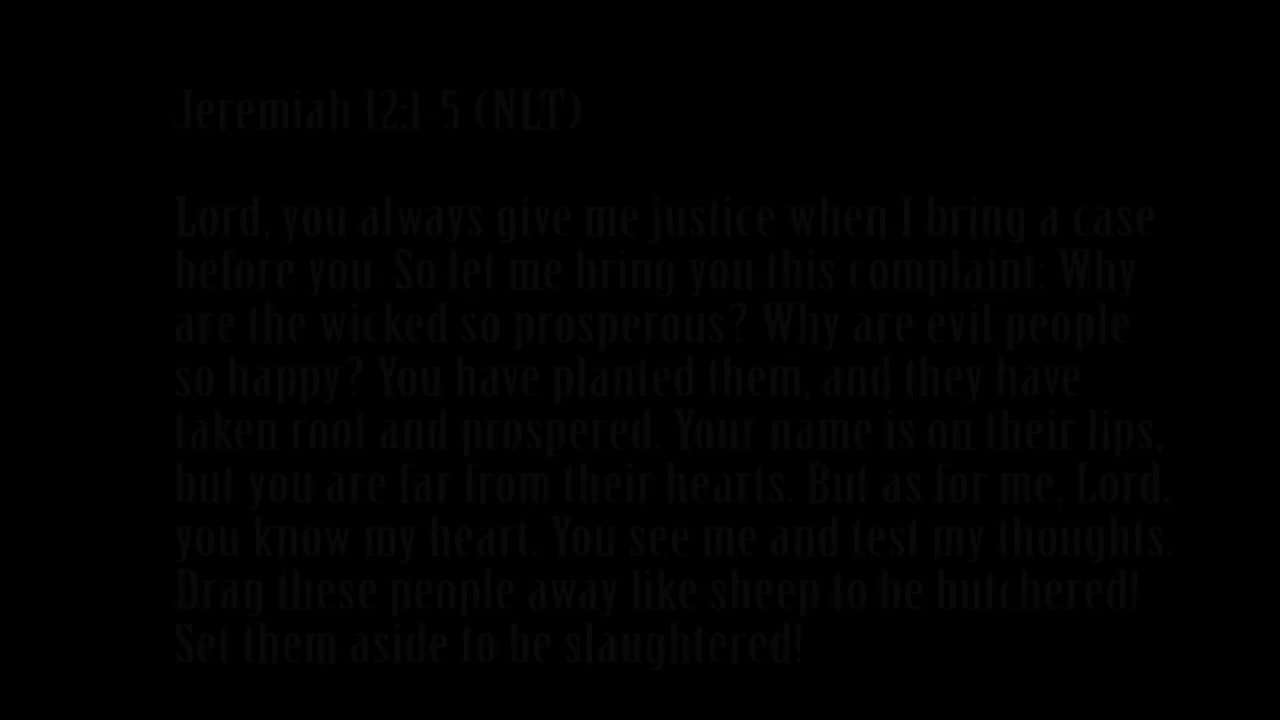 Jeremiah 12:1-5 (NLT)
Lord, you always give me justice when I bring a case
before you. So let me bring you this complaint: Why
are the wicked so prosperous? Why are evil people
so happy? You have planted them, and they have
taken root and prospered. Your name is on their lips,
but you are far from their hearts. But as for me, Lord,
you know my heart. You see me and test my thoughts.
Drag these people away like sheep to be butchered!
Set them aside to be slaughtered!